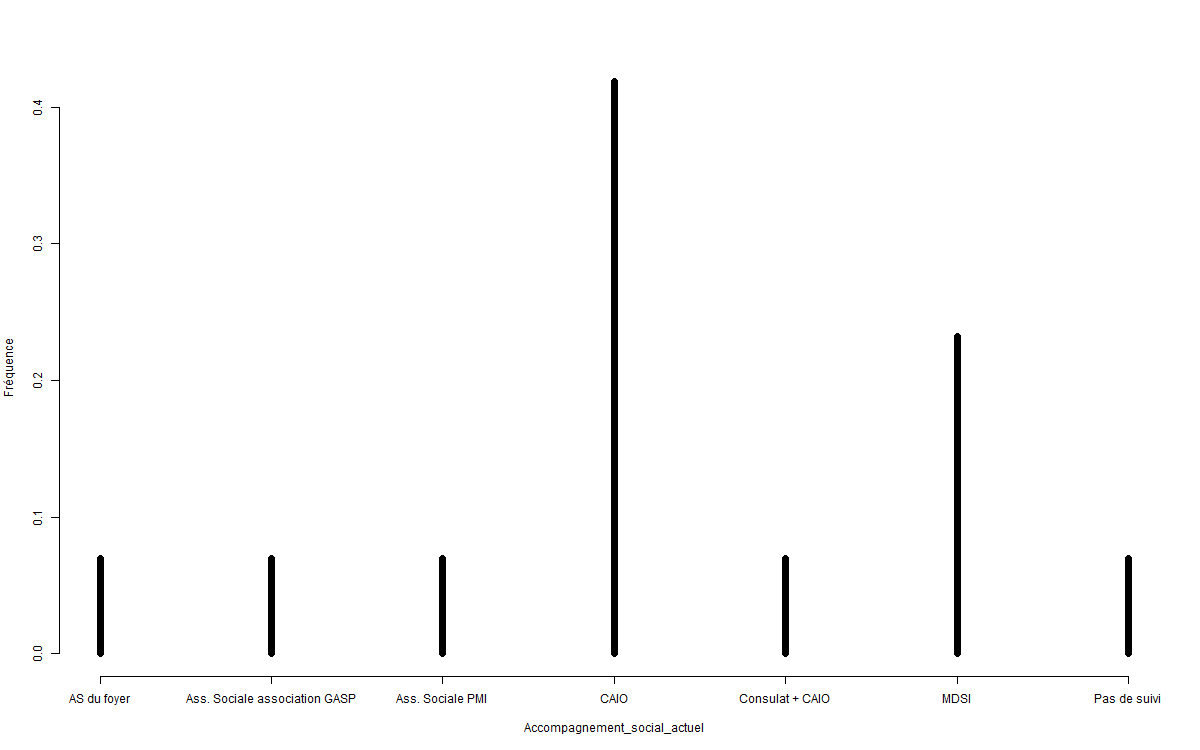 Fréquence
0.4
0.3
0.2
0.1
0.0
AS du foyer
Ass. Sociale association GASP
Ass. Sociale PMI
CAIO
Consulat + CAIO
MDSI
Pas de suivi
Accompagnement_social_actuel